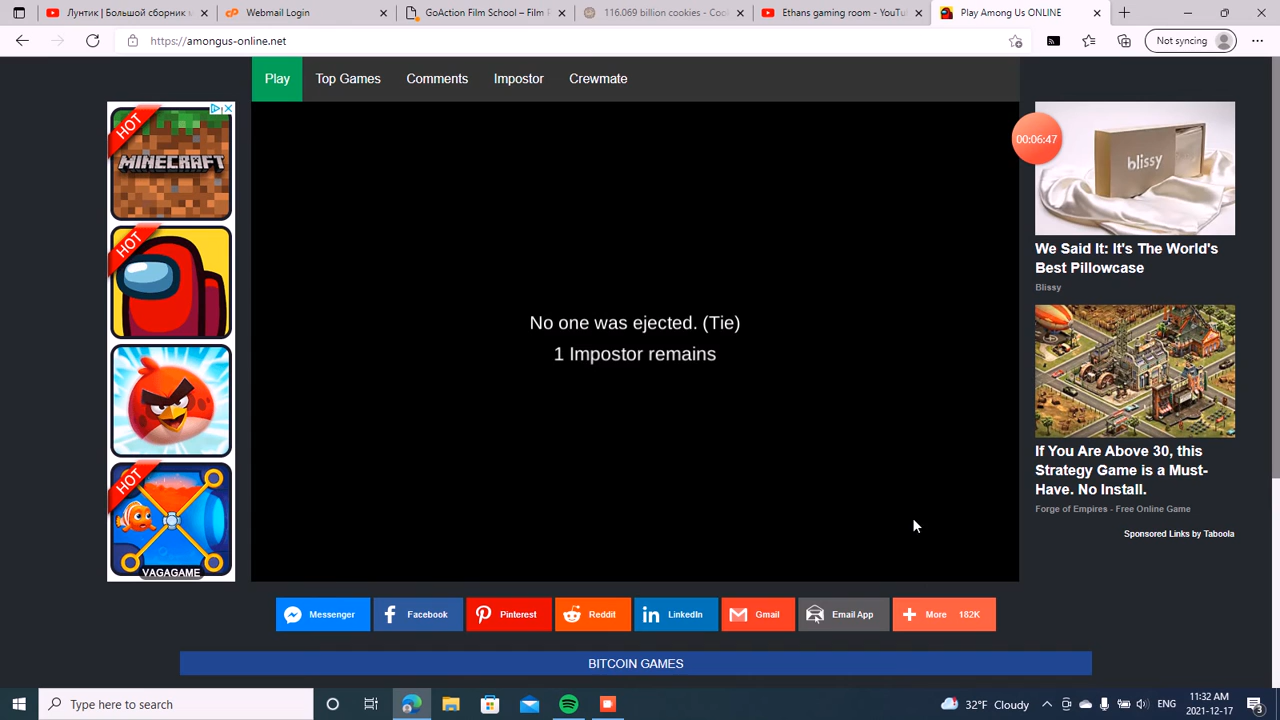 Лунтик | Большой сборник м
Webmail Login
GoAction Film School – Film F
116.069 billion cookies - Cook
Ethans gaming room - YouTu
Play Among Us ONLINE
https://amongus-online.net
Not syncing
Play
Top Games
Comments
Impostor
Crewmate
HOT
MINECRAFT
HOT
HOT
VAGAGAME
No one was ejected. (Tie)
1 Impostor remains
00:06:47
blissy
We Said It: It's The World's
Best Pillowcase
Blissy
If You Are Above 30, this
Strategy Game is a Must-
Have. No Install.
Forge of Empires - Free Online Game
Sponsored Links by Taboola
Messenger
Facebook
Pinterest
Reddit
LinkedIn
Gmail
Email App
More 182K
BITCOIN GAMES
Type here to search
32°F Cloudy
ENG
11:32 AM
2021-12-17
3